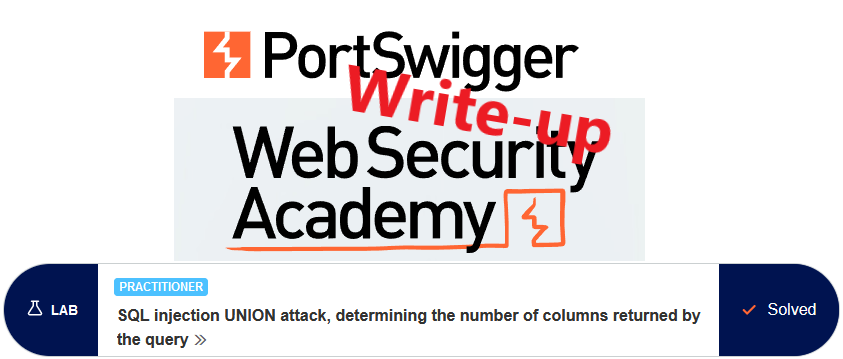 PortSwigger
Write-up
Web Security
Academy
PRACTITIONER
LAB
SQL injection UNION attack, determining the number of columns returned by
the query
Solved